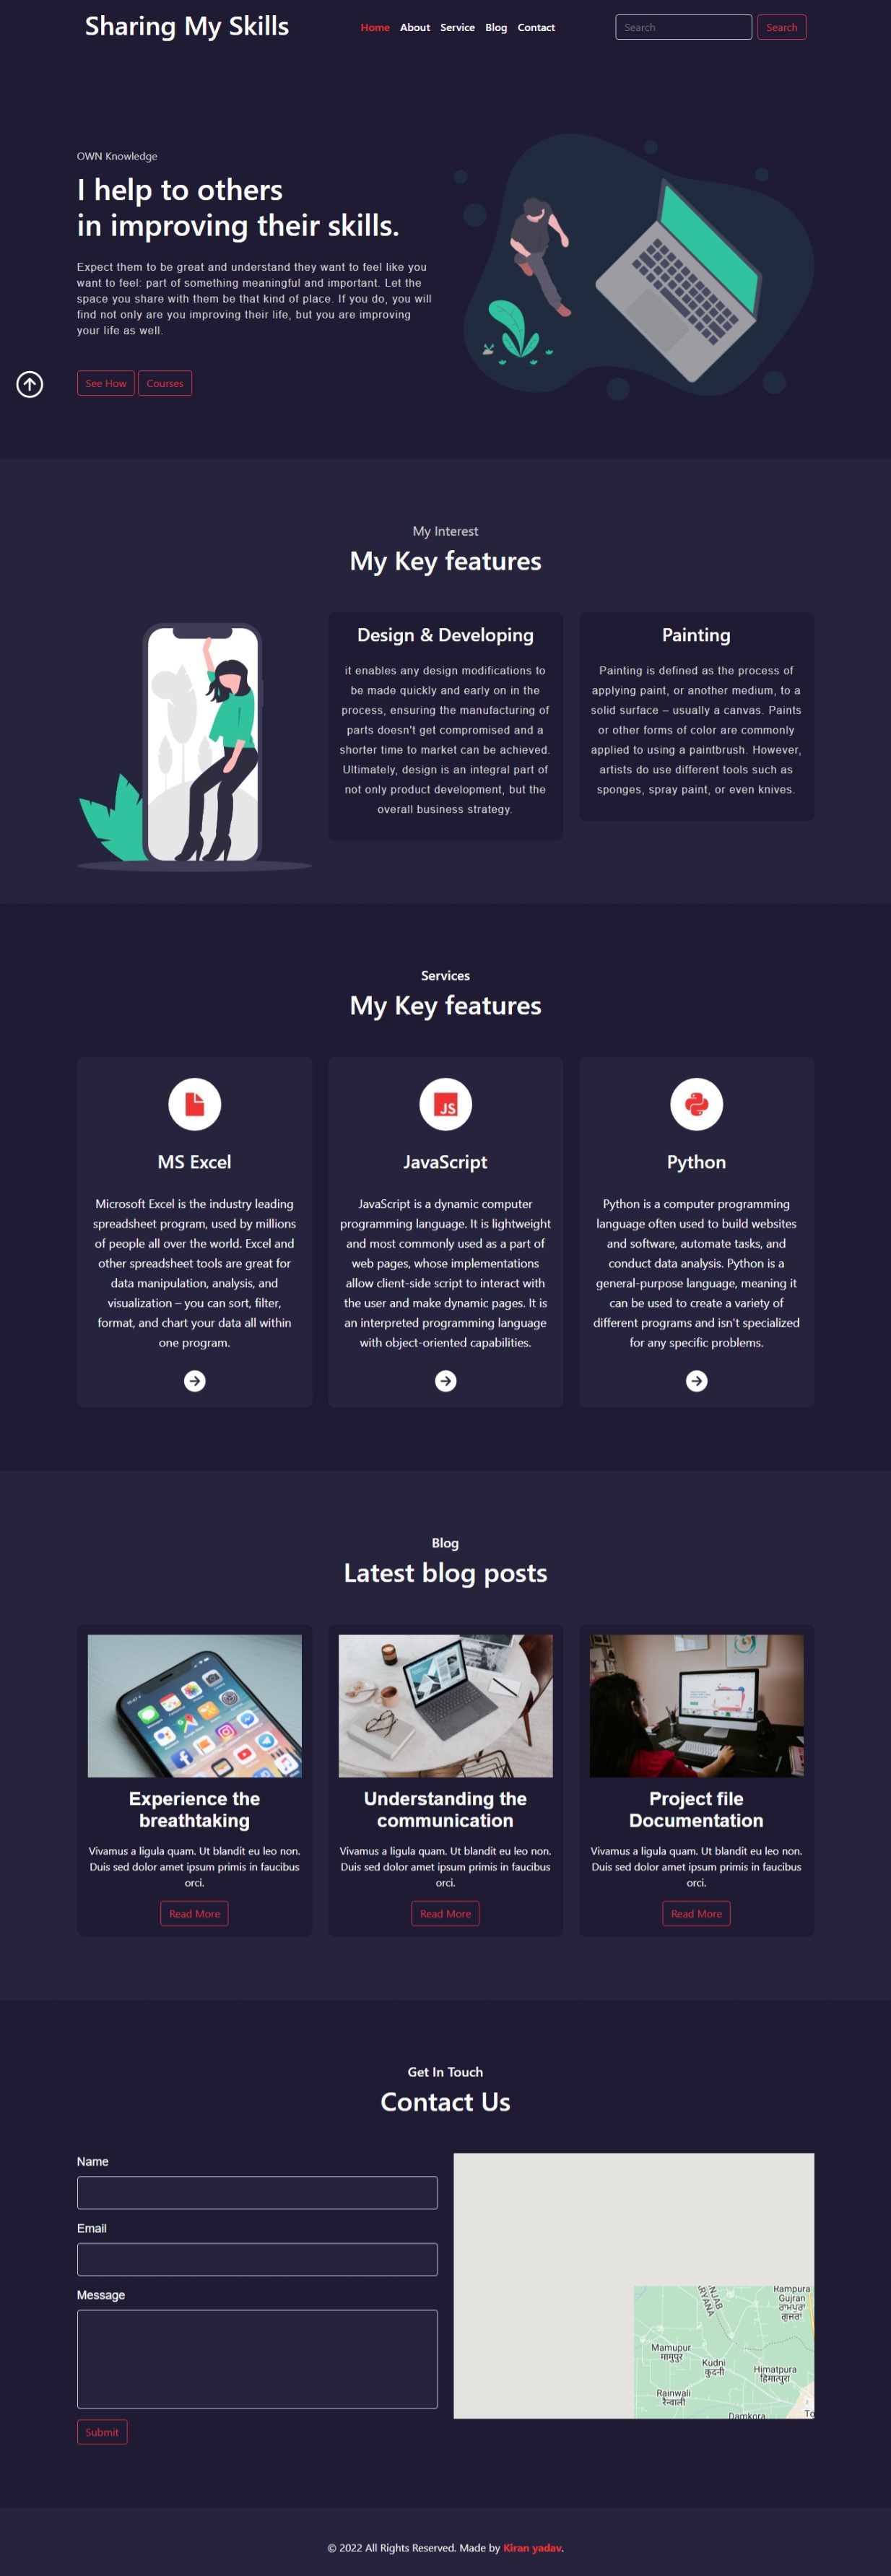 Sharing My Skills
Home About Service Blog Contact
Search
Search
OWN Knowledge
I help to others
in improving their skills.
Expect them to be great and understand they want to feel like you
want to feel: part of something meaningful and important. Let the
space you share with them be that kind of place. If you do, you will
find not only are you improving their life, but you are improving
your life as well.
See How
Courses
My Interest
My Key features
Design & Developing
it enables any design modifications to
be made quickly and early on in the
process, ensuring the manufacturing of
parts doesn't get compromised and a
shorter time to market can be achieved.
Ultimately, design is an integral part of
not only product development, but the
overall business strategy.
Painting
Painting is defined as the process of
applying paint, or another medium, to a
solid surface – usually a canvas. Paints
or other forms of color are commonly
applied to using a paintbrush. However,
artists do use different tools such as
sponges, spray paint, or even knives.
Services
My Key features
JS
MS Excel
Microsoft Excel is the industry leading
spreadsheet program, used by millions
of people all over the world. Excel and
other spreadsheet tools are great for
data manipulation, analysis, and
visualization – you can sort, filter,
format, and chart your data all within
one program.
JavaScript
JavaScript is a dynamic computer
programming language. It is lightweight
and most commonly used as a part of
web pages, whose implementations
allow client-side script to interact with
the user and make dynamic pages. It is
an interpreted programming language
with object-oriented capabilities.
Python
Python is a computer programming
language often used to build websites
and software, automate tasks, and
conduct data analysis. Python is a
general-purpose language, meaning it
can be used to create a variety of
different programs and isn't specialized
for any specific problems.
Blog
Latest blog posts
Experience the
breathtaking
Vivamus a ligula quam. Ut blandit eu leo non.
Duis sed dolor amet ipsum primis in faucibus
orci.
Read More
Understanding the
communication
Vivamus a ligula quam. Ut blandit eu leo non.
Duis sed dolor amet ipsum primis in faucibus
orci.
Read More
Project file
Documentation
Vivamus a ligula quam. Ut blandit eu leo non.
Duis sed dolor amet ipsum primis in faucibus
orci.
Read More
Get In Touch
Contact Us
Name
Email
Message
Submit
Rampura
Gujran
ਰਾਮਪੁਰਾ
ਗੁਜਰਾਂ
Mamupur
मामुपुर
Kudni
कुदनी
Himatpura
हिमातपुरा
Rainwali
रैनवाली
Damkora
© 2022 All Rights Reserved. Made by Kiran yadav.